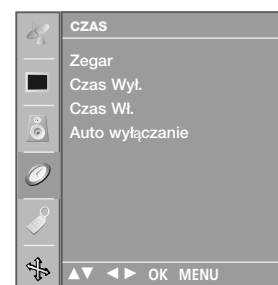 CZAS
Zegar
Czas Wył.
Czas Wł.
Auto wyłączanie
▲▼ ◄► OK MENU